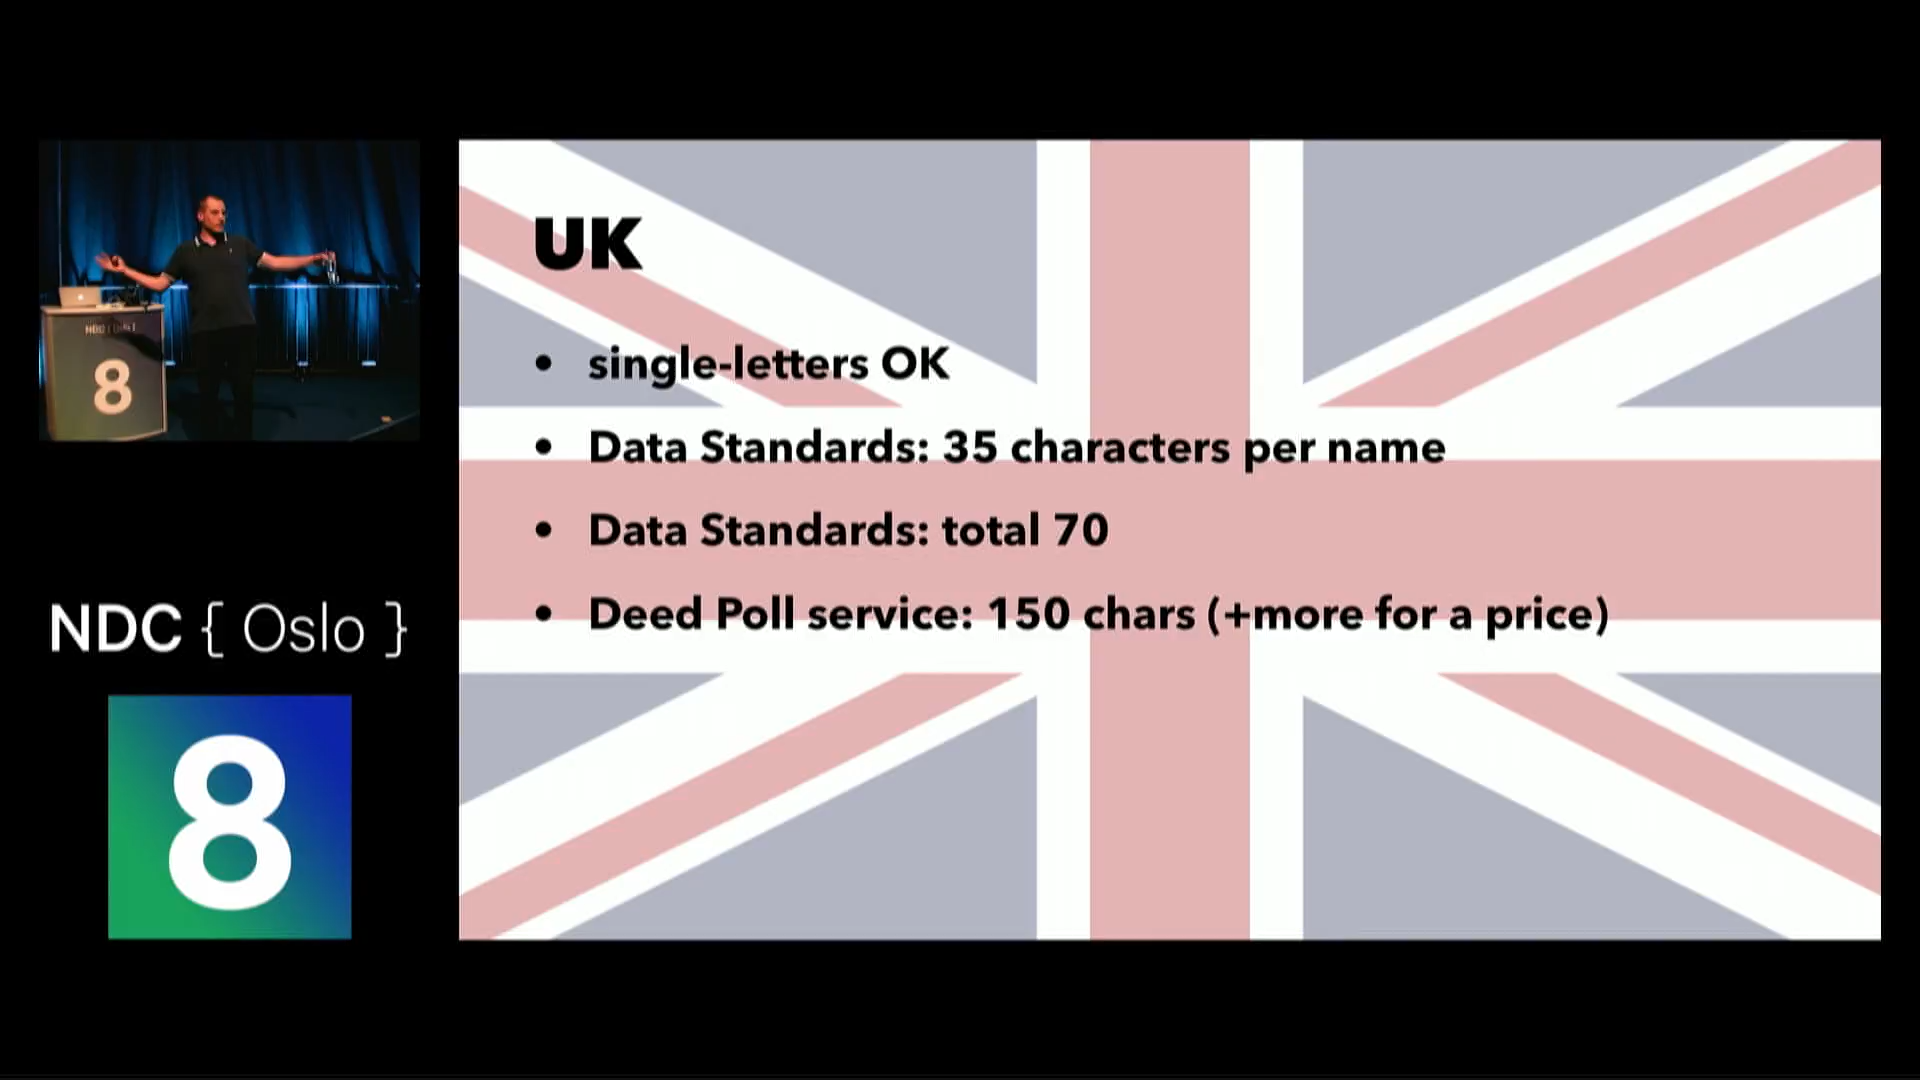 UK
• single-letters OK
• Data Standards: 35 characters per name
• Data Standards: total 70
• Deed Poll service: 150 chars (+more for a price)
8
NDC { Oslo }
8